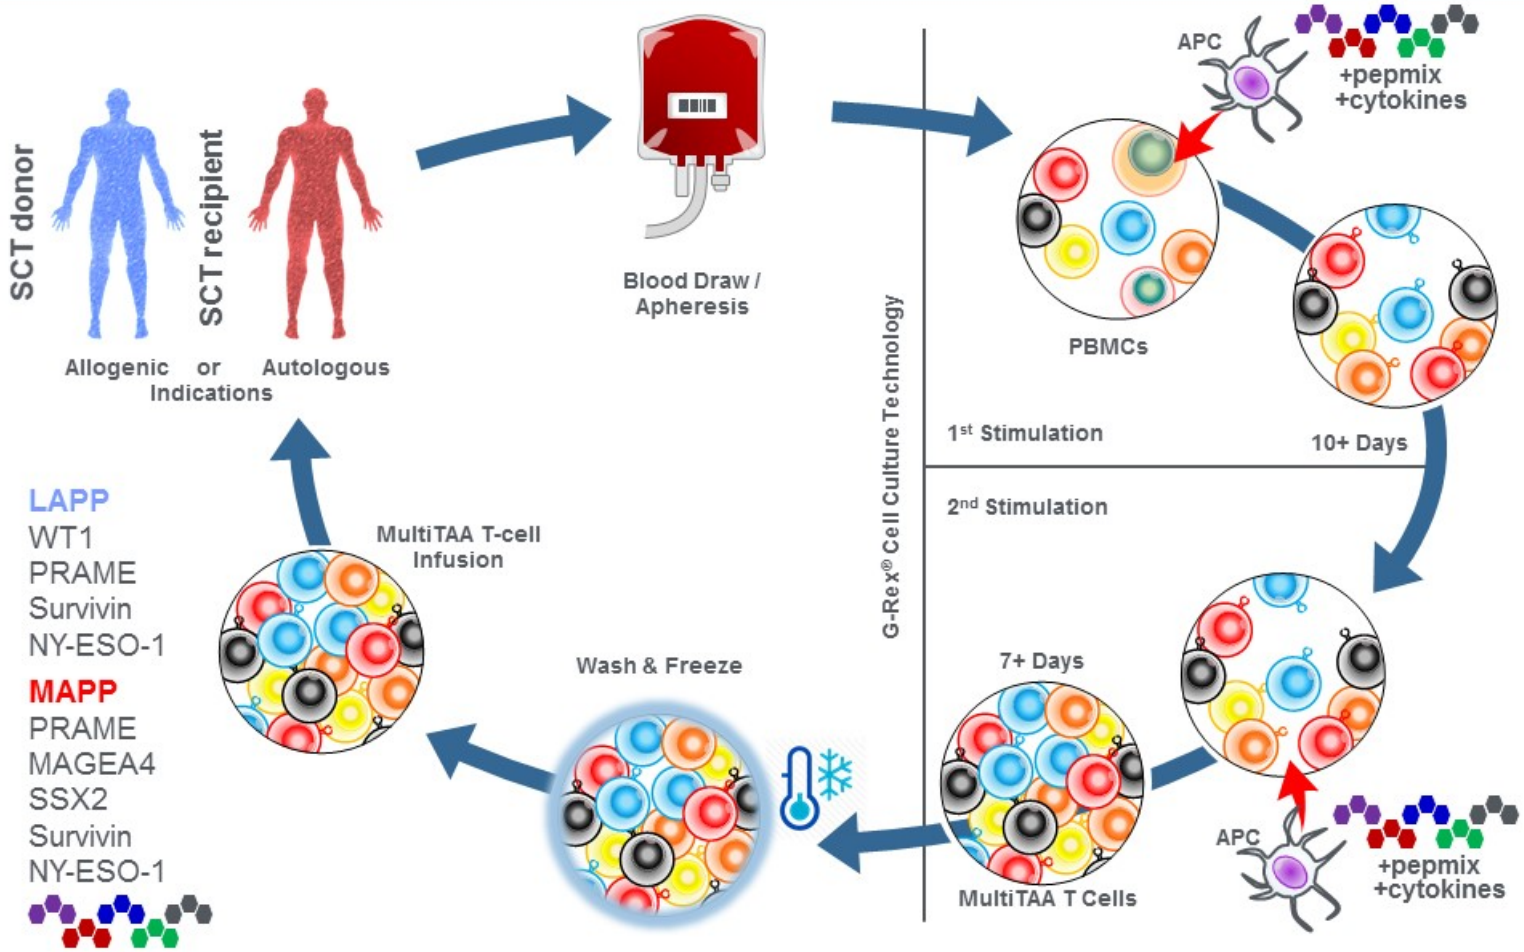 SCT donor
SCT recipient
Allogenic or Autologous
Indications
Blood Draw /
Apheresis
G-Rex® Cell Culture Technology
APC
+pepmix
+cytokines
PBMCs
1st Stimulation
10+ Days
2nd Stimulation
APC
+pepmix
+cytokines
7+ Days
MultiTAA T Cells
Wash & Freeze
MultiTAA T-cell
Infusion
LAPP
WT1
PRAME
Survivin
NY-ESO-1
MAPP
PRAME
MAGEA4
SSX2
Survivin
NY-ESO-1